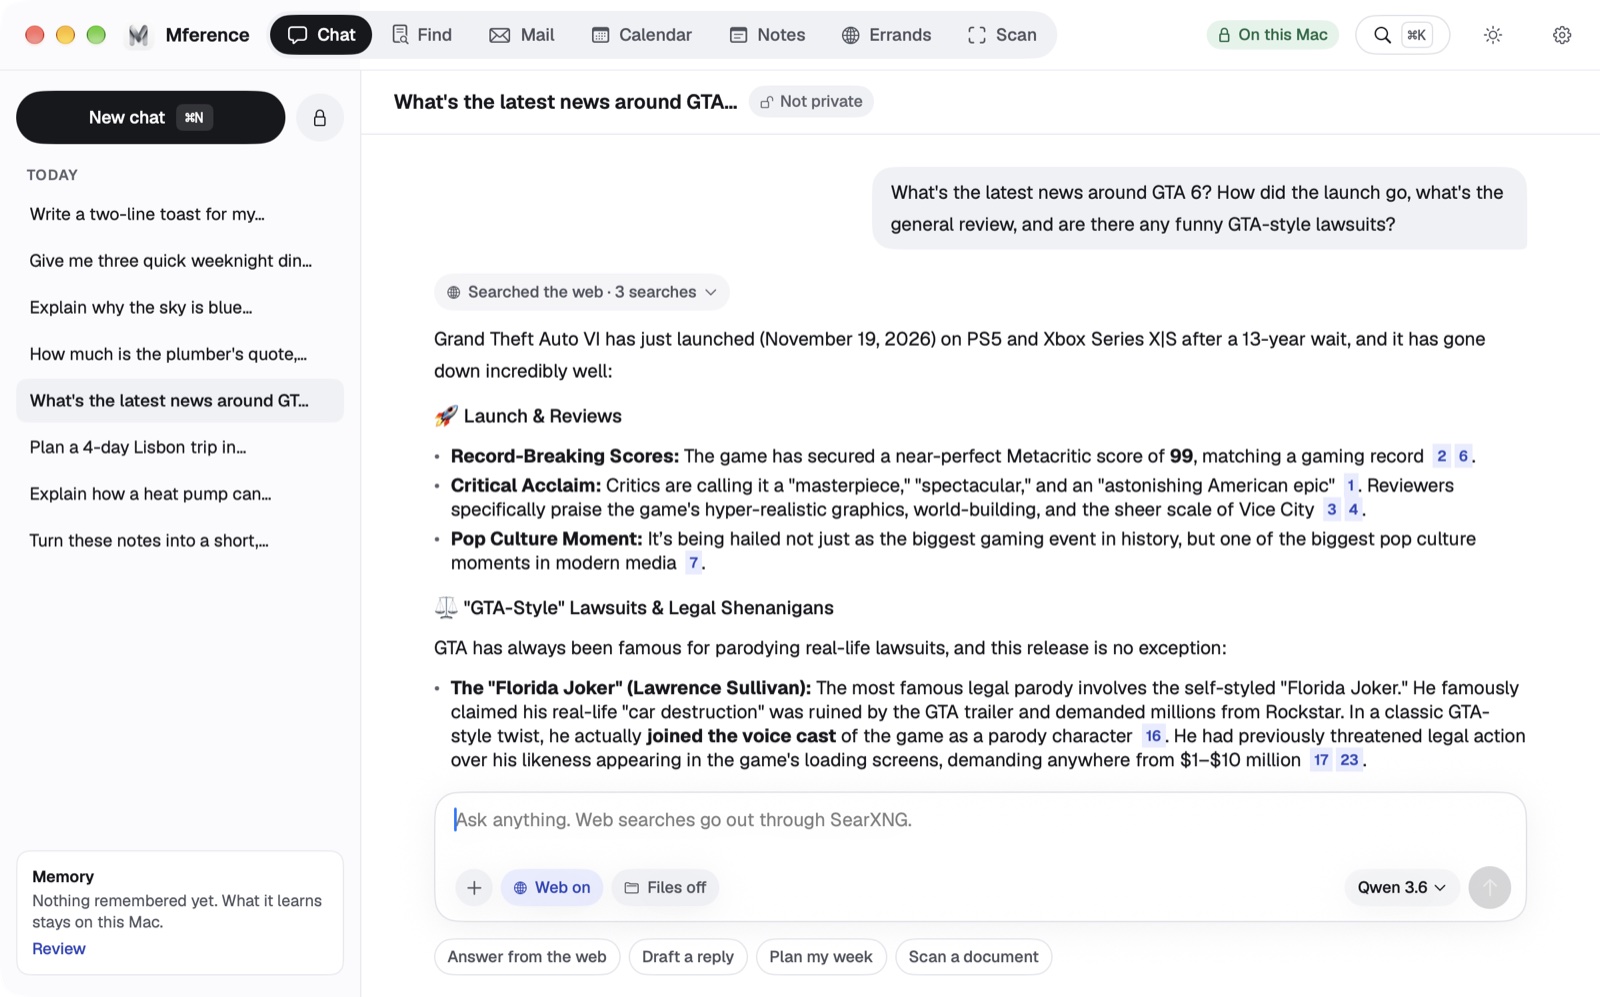 Mference
Chat
Find
Mail
Calendar
Notes
Errands
Scan
On this Mac
⌘K
New chat ⌘N
TODAY
Write a two-line toast for my...
Give me three quick weeknight din...
Explain why the sky is blue...
How much is the plumber's quote,...
What's the latest news around GT...
Plan a 4-day Lisbon trip in...
Explain how a heat pump can...
Turn these notes into a short,...
Memory
Nothing remembered yet. What it learns
stays on this Mac.
Review
What's the latest news around GTA... Not private
What's the latest news around GTA 6? How did the launch go, what's the
general review, and are there any funny GTA-style lawsuits?
Searched the web · 3 searches
Grand Theft Auto VI has just launched (November 19, 2026) on PS5 and Xbox Series X|S after a 13-year wait, and it has gone
down incredibly well:
🚀 Launch & Reviews
• Record-Breaking Scores: The game has secured a near-perfect Metacritic score of 99, matching a gaming record 2 6.
• Critical Acclaim: Critics are calling it a "masterpiece," "spectacular," and an "astonishing American epic" 1. Reviewers
specifically praise the game's hyper-realistic graphics, world-building, and the sheer scale of Vice City 3 4.
• Pop Culture Moment: It’s being hailed not just as the biggest gaming event in history, but one of the biggest pop culture
moments in modern media 7.
⚖️ "GTA-Style" Lawsuits & Legal Shenanigans
GTA has always been famous for parodying real-life lawsuits, and this release is no exception:
• The "Florida Joker" (Lawrence Sullivan): The most famous legal parody involves the self-styled "Florida Joker." He famously
claimed his real-life "car destruction" was ruined by the GTA trailer and demanded millions from Rockstar. In a classic GTA-
style twist, he actually joined the voice cast of the game as a parody character 16. He had previously threatened legal action
over his likeness appearing in the game's loading screens, demanding anywhere from $1–$10 million 17 23.
Ask anything. Web searches go out through SearXNG.
Web on
Files off
Qwen 3.6
Answer from the web
Draft a reply
Plan my week
Scan a document